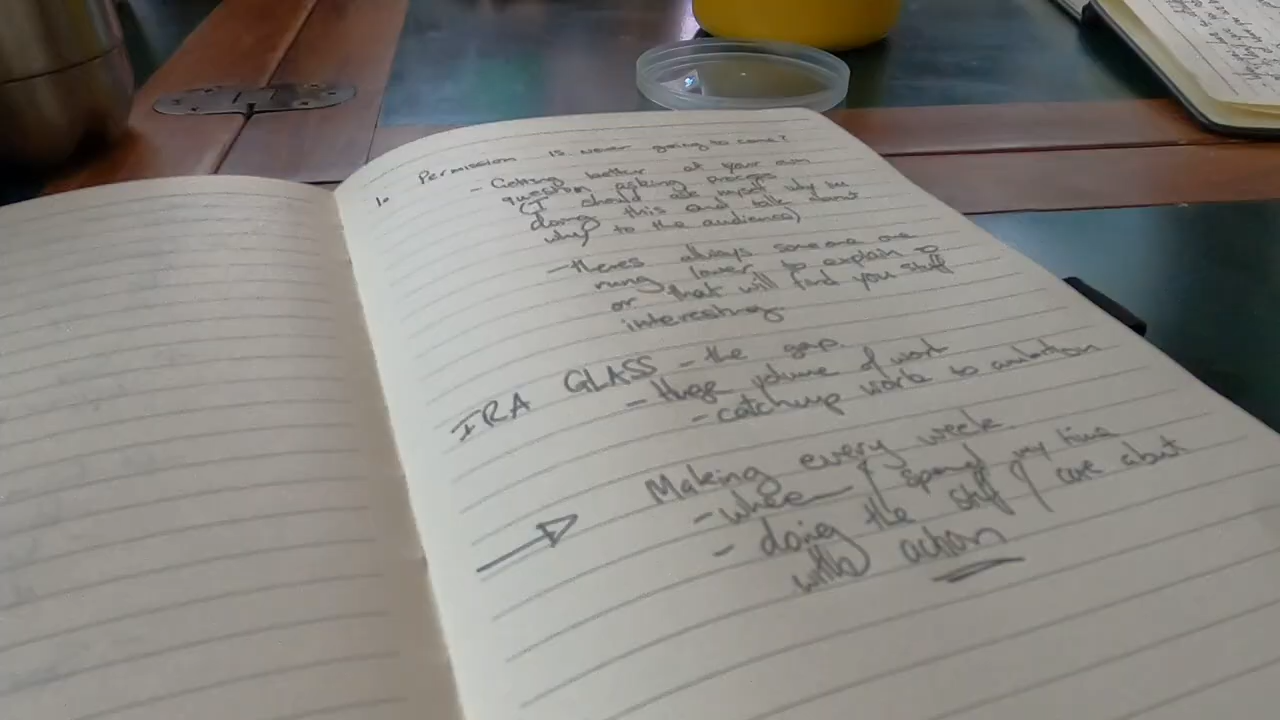 1. Permission is never going to come?
- Getting better at your own
question asking process
(I should ask myself why im
doing this and talk about
why to the audience)
- theres always someone one
rung lower to explain to
or that will find you stuff
interesting
IRA GLASS - the gap.
- huge volume of work
- catchup work to ambition
Making every week
- where I spend my time
- doing the stuff I care about
with action